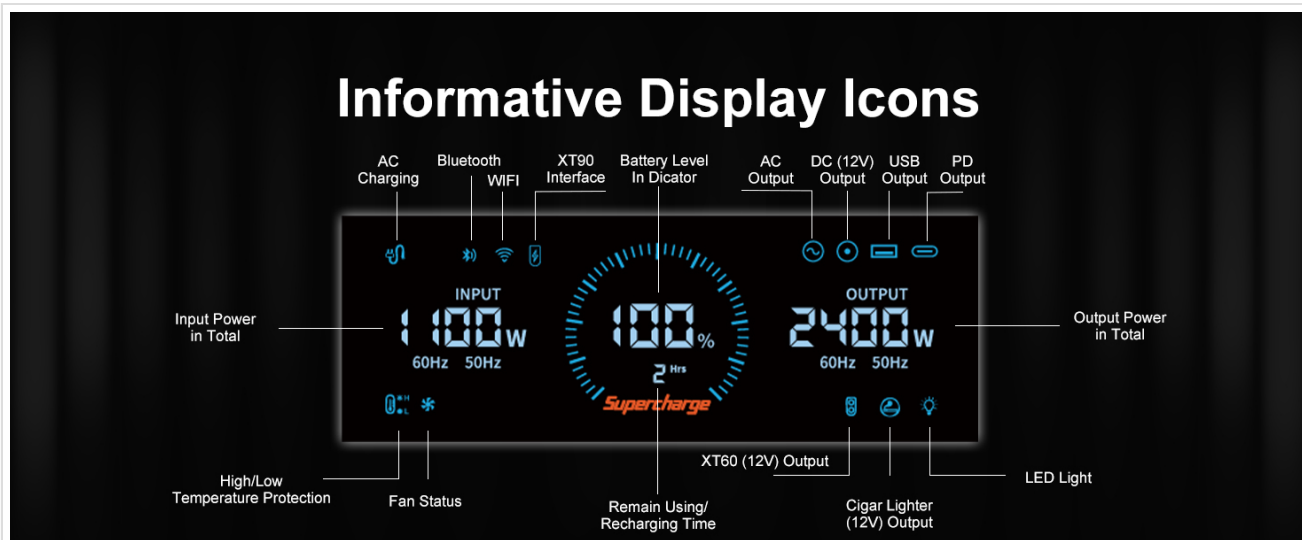 Informative Display Icons
AC
Charging
Bluetooth
WIFI
XT90
Interface
Battery Level
In Dicator
AC
Output
DC (12V)
Output
USB
Output
PD
Output
INPUT
1100W
60Hz 50Hz
100%
2 Hrs
Supercharge
OUTPUT
2400W
60Hz 50Hz
H
L
Input Power
in Total
Output Power
in Total
High/Low
Temperature Protection
Fan Status
Remain Using/
Recharging Time
XT60 (12V) Output
Cigar Lighter
(12V) Output
LED Light